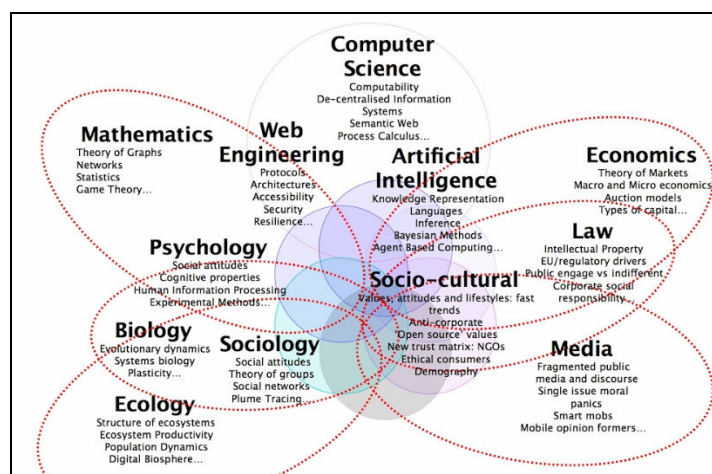 Computer
Science
Computability
De-centralised Information
Systems
Semantic Web
Process Calculus...
Mathematics
Theory of Graphs
Networks
Statistics
Game Theory...
Web
Engineering
Protocols
Architectures
Accessibility
Security
Resilience...
Artificial
Intelligence
Knowledge Representation
Languages
Inference
Bayesian Methods
Agent Based Computing...
Economics
Theory of Markets
Macro and Micro economics
Auction models
Types of capital...
Law
Intellectual Property
EU/regulatory drivers
Public engage vs indifferent
Corporate social
responsibility
Psychology
Social attitudes
Cognitive properties
Human Information Processing
Experimental Methods...
Socio-cultural
Values, attitudes and lifestyles: fast
trends
Anti- corporate
'Open source' values
New trust matrix: NGOs
Ethical consumers
Demography
Biology
Evolutionary dynamics
Systems biology
Plasticity...
Sociology
Social attitudes
Theory of groups
Social networks
Plume Tracing...
Media
Fragmented public
media and discourse
Single issue moral
panics
Smart mobs
Mobile opinion formers...
Ecology
Structure of ecosystems
Ecosystem Productivity
Population Dynamics
Digital Biosphere...